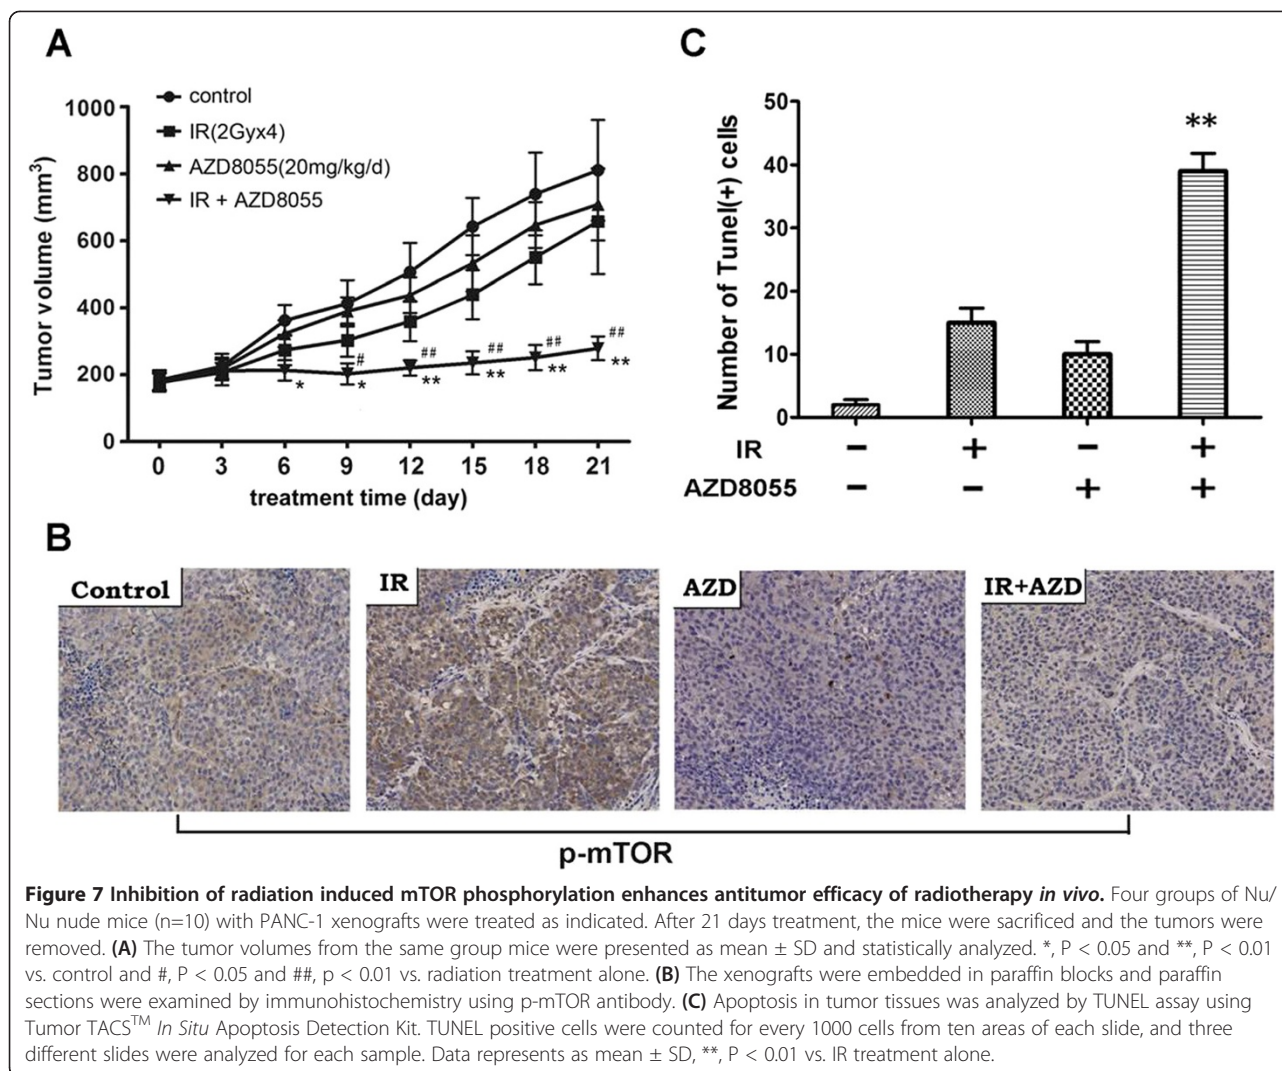 A
control
IR(2Gyx4)
AZD8055(20mg/kg/d)
IR + AZD8055
Tumor volume (mm³)
1000
800
600
400
200
0
* # * ## ** ## ** ## ** ## **
0 3 6 9 12 15 18 21
treatment time (day)
C
Number of Tunel(+) cells
50
40
30
20
10
0
**
IR − + − +
AZD8055 − − + +
B
Control
IR
AZD
IR+AZD
p-mTOR
Figure 7 Inhibition of radiation induced mTOR phosphorylation enhances antitumor efficacy of radiotherapy in vivo. Four groups of Nu/
Nu nude mice (n=10) with PANC-1 xenografts were treated as indicated. After 21 days treatment, the mice were sacrificed and the tumors were
removed. (A) The tumor volumes from the same group mice were presented as mean ± SD and statistically analyzed. *, P < 0.05 and **, P < 0.01
vs. control and #, P < 0.05 and ##, p < 0.01 vs. radiation treatment alone. (B) The xenografts were embedded in paraffin blocks and paraffin
sections were examined by immunohistochemistry using p-mTOR antibody. (C) Apoptosis in tumor tissues was analyzed by TUNEL assay using
Tumor TACS™ In Situ Apoptosis Detection Kit. TUNEL positive cells were counted for every 1000 cells from ten areas of each slide, and three
different slides were analyzed for each sample. Data represents as mean ± SD, **, P < 0.01 vs. IR treatment alone.